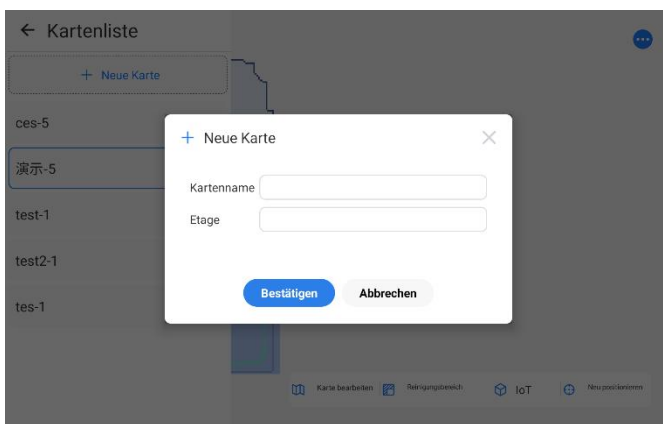 ← Kartenliste
+ Neue Karte
ces-5
演示-5
test-1
test2-1
tes-1
+ Neue Karte
Kartenname
Etage
Bestätigen Abbrechen
Karte bearbeiten Reinigungsbereich IoT Neu positionieren